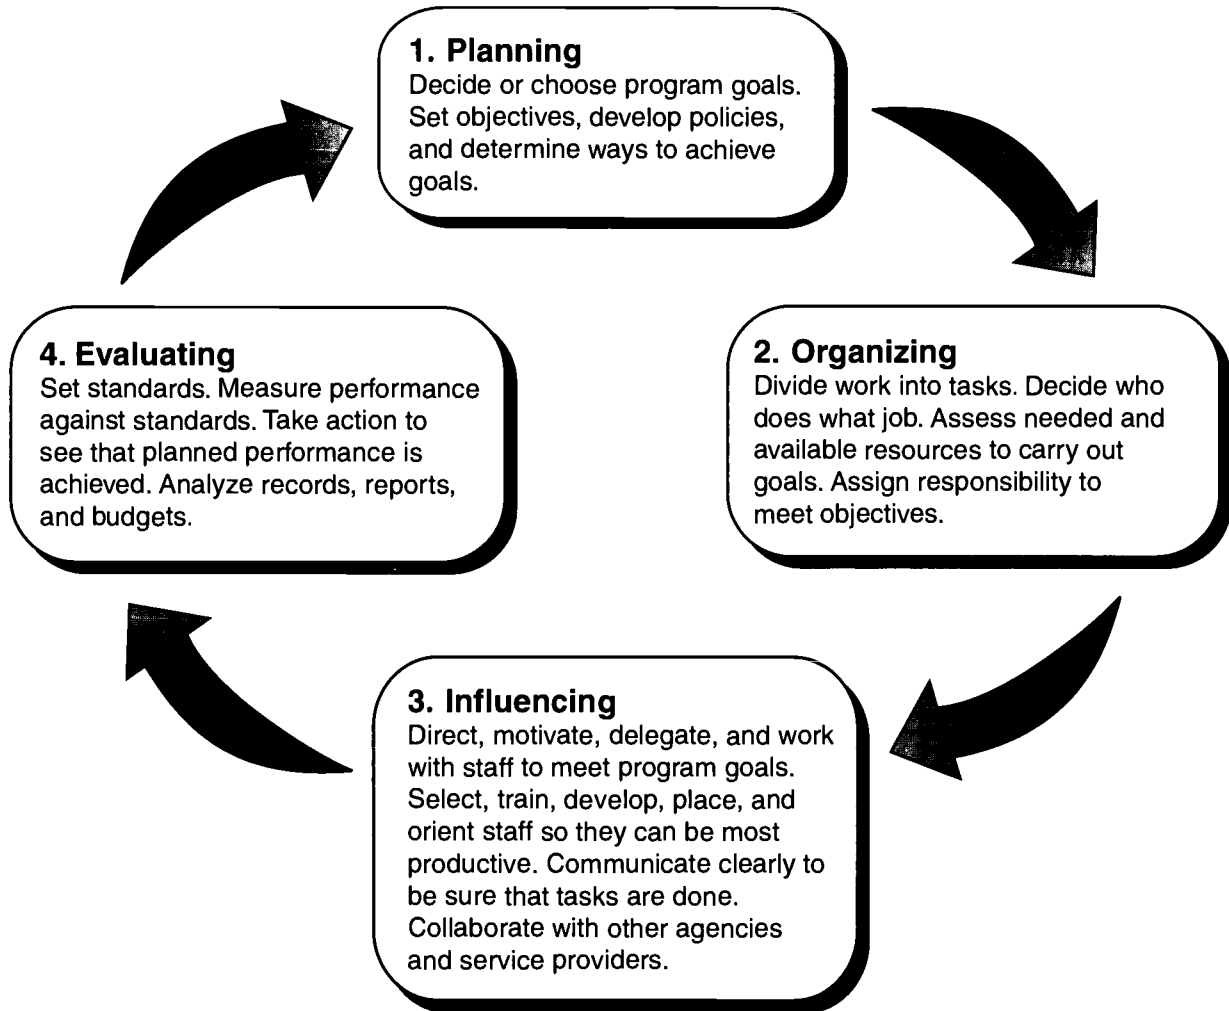 1. Planning
Decide or choose program goals.
Set objectives, develop policies,
and determine ways to achieve
goals.
2. Organizing
Divide work into tasks. Decide who
does what job. Assess needed and
available resources to carry out
goals. Assign responsibility to
meet objectives.
3. Influencing
Direct, motivate, delegate, and work
with staff to meet program goals.
Select, train, develop, place, and
orient staff so they can be most
productive. Communicate clearly to
be sure that tasks are done.
Collaborate with other agencies
and service providers.
4. Evaluating
Set standards. Measure performance
against standards. Take action to
see that planned performance is
achieved. Analyze records, reports,
and budgets.